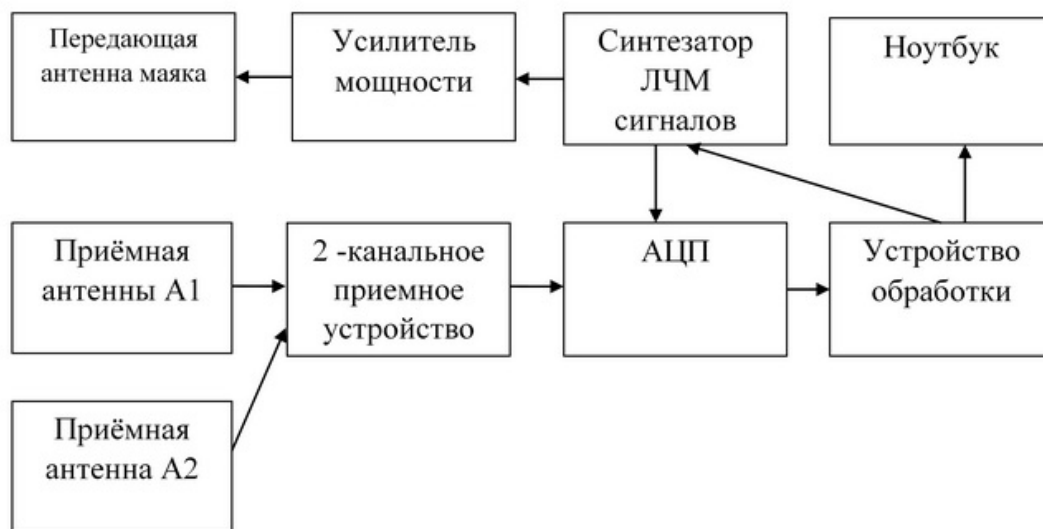 Передающая
антенна маяка
Усилитель
мощности
Синтезатор
ЛЧМ
сигналов
Ноутбук
Приёмная
антенны А1
2 -канальное
приемное
устройство
АЦП
Устройство
обработки
Приёмная
антенна А2